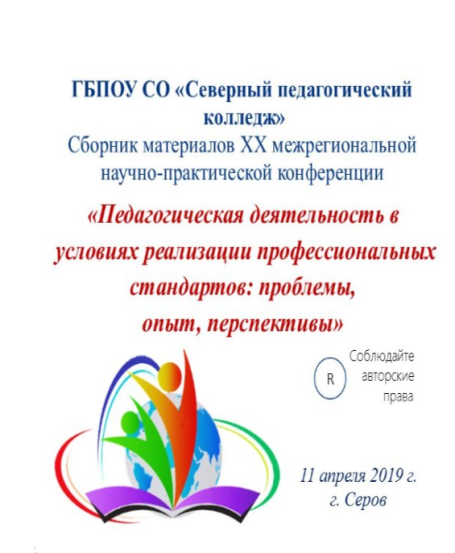 ГБПОУ СО «Северный педагогический
колледж»
Сборник материалов XX межрегиональной
научно-практической конференции
«Педагогическая деятельность в
условиях реализации профессиональных
стандартов: проблемы,
опыт, перспективы»
Соблюдайте
авторские
права
R
11 апреля 2019 г.
г. Серов